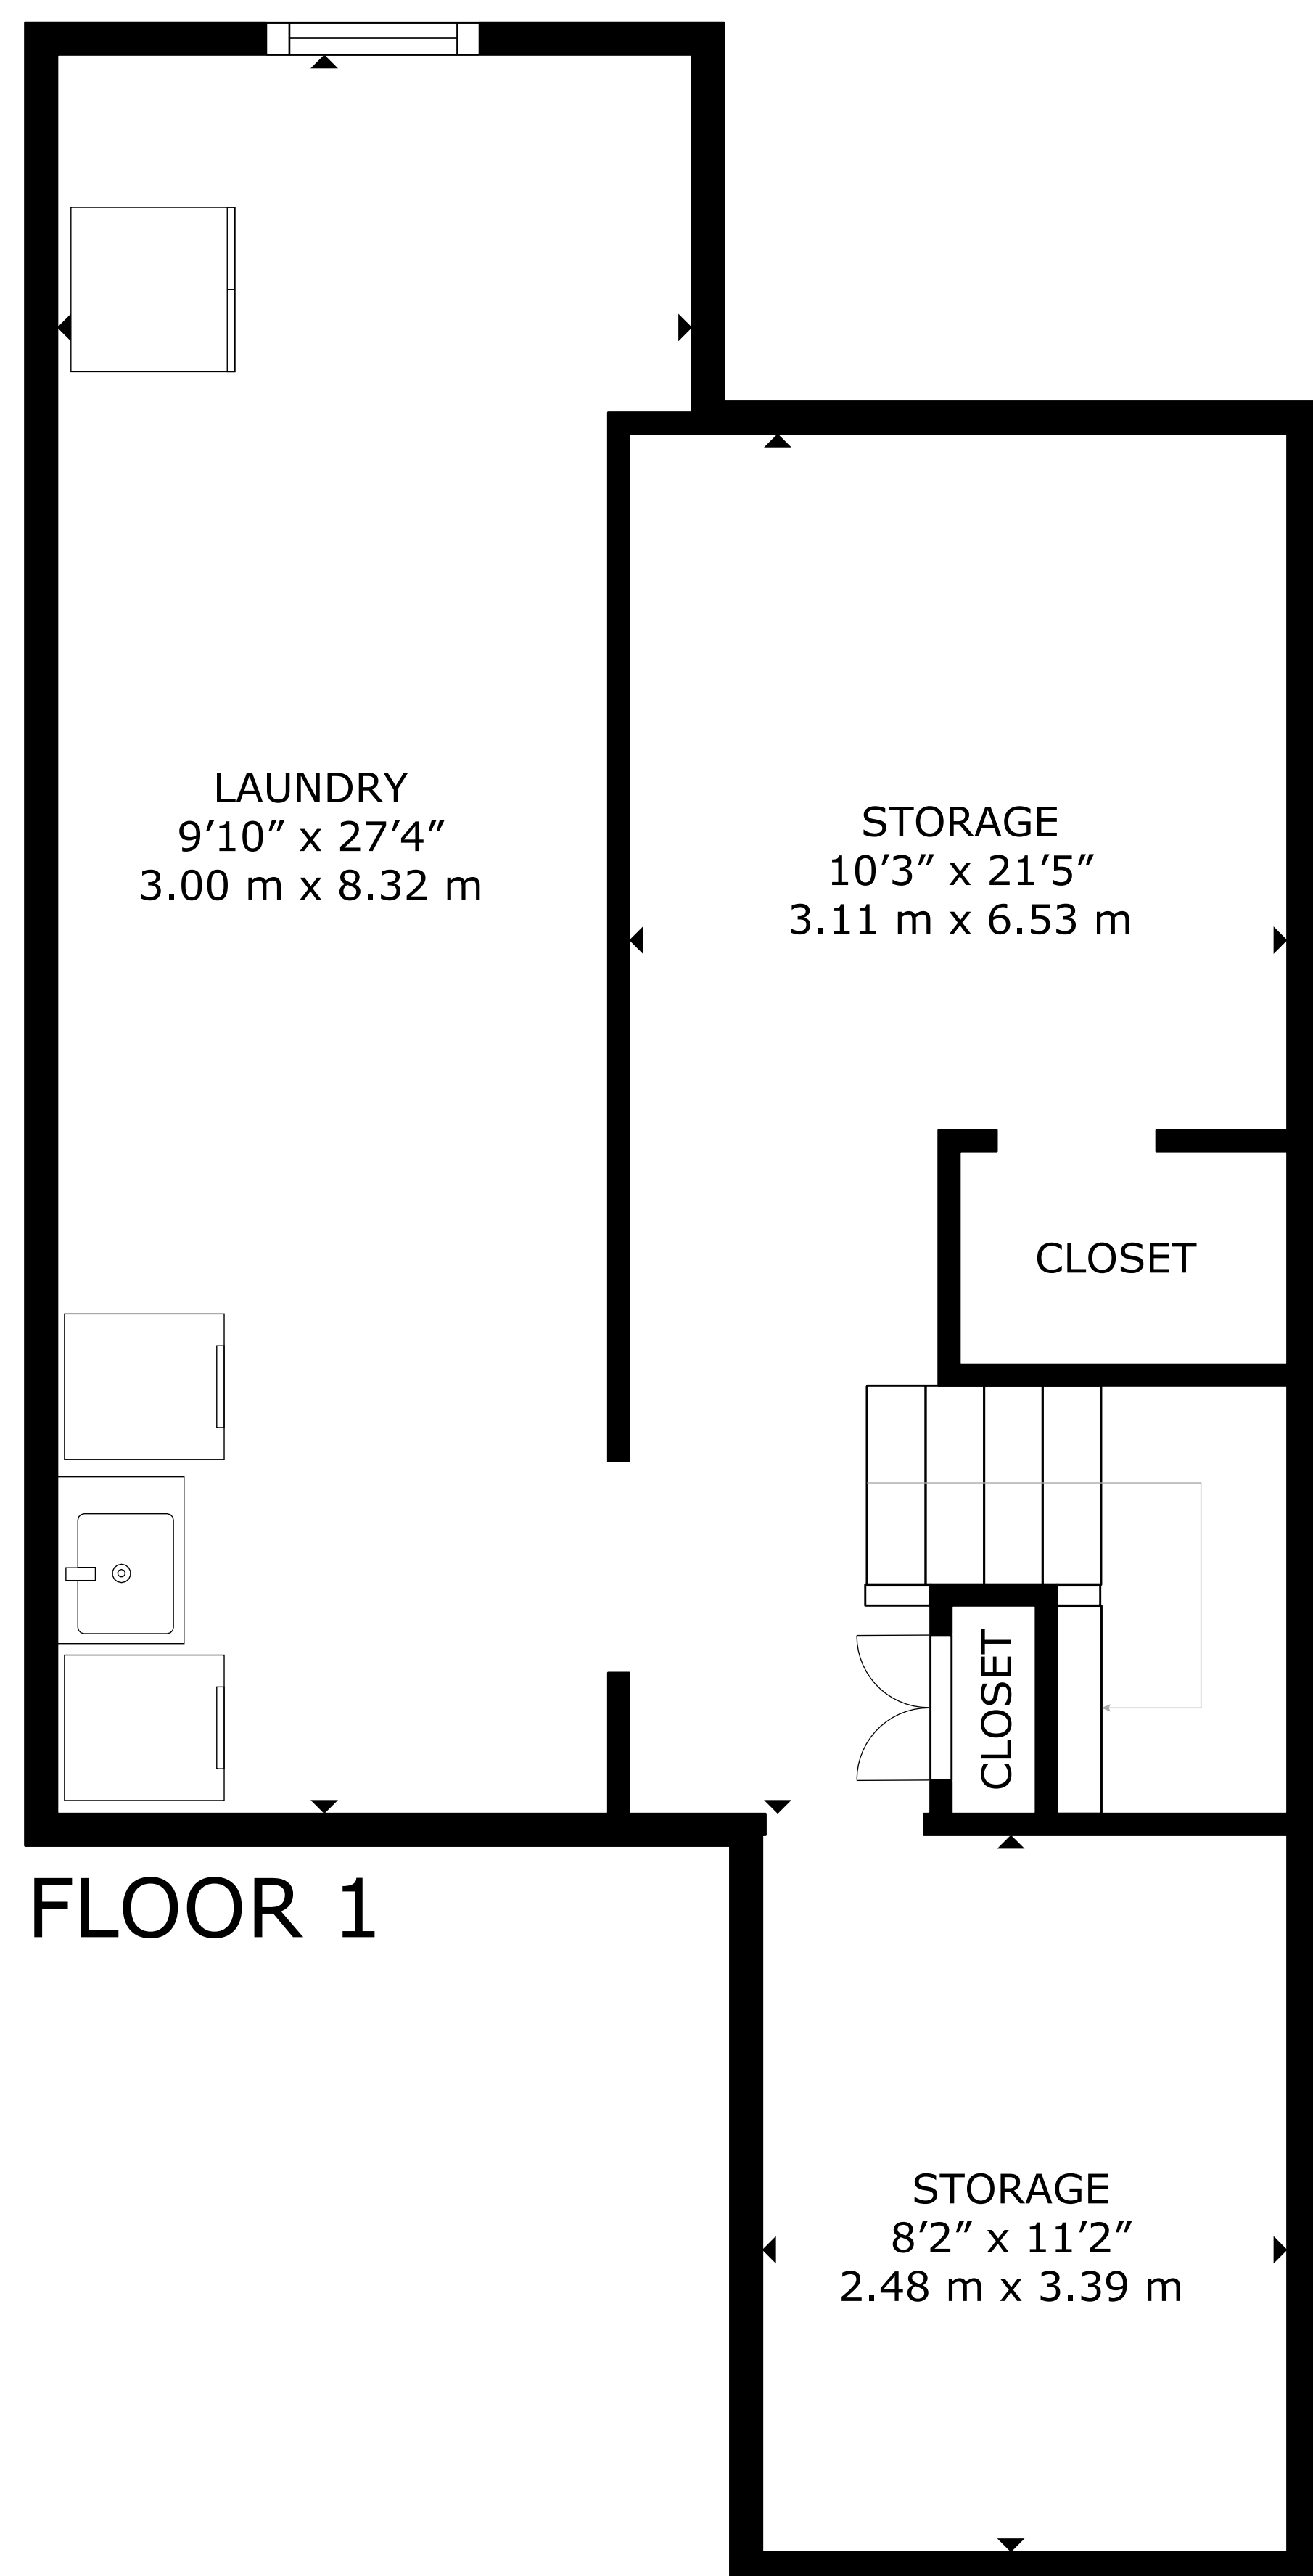 LAUNDRY
9′10″ x 27′4″
3.00 m x 8.32 m
STORAGE
10′3″ x 21′5″
3.11 m x 6.53 m
CLOSET
CLOSET
FLOOR 1
STORAGE
8′2″ x 11′2″
2.48 m x 3.39 m